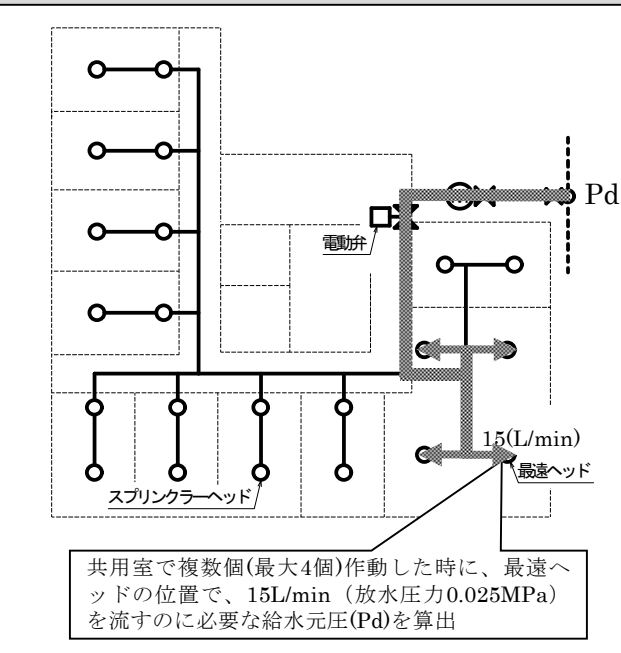 Pd
電動弁
15(L/min)
最遠ヘッド
スプリンクラーヘッド
共用室で複数個(最大4個)作動した時に、最遠ヘ
ッドの位置で、15L/min（放水圧力0.025MPa）
を流すのに必要な給水元圧(Pd)を算出